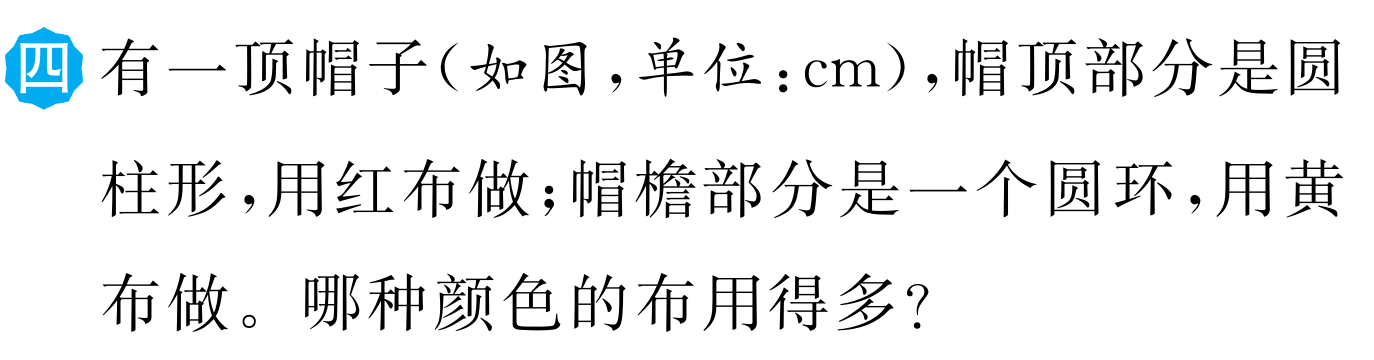 四 有一顶帽子(如图,单位:cm),帽顶部分是圆
柱形,用红布做;帽檐部分是一个圆环,用黄
布做。哪种颜色的布用得多?